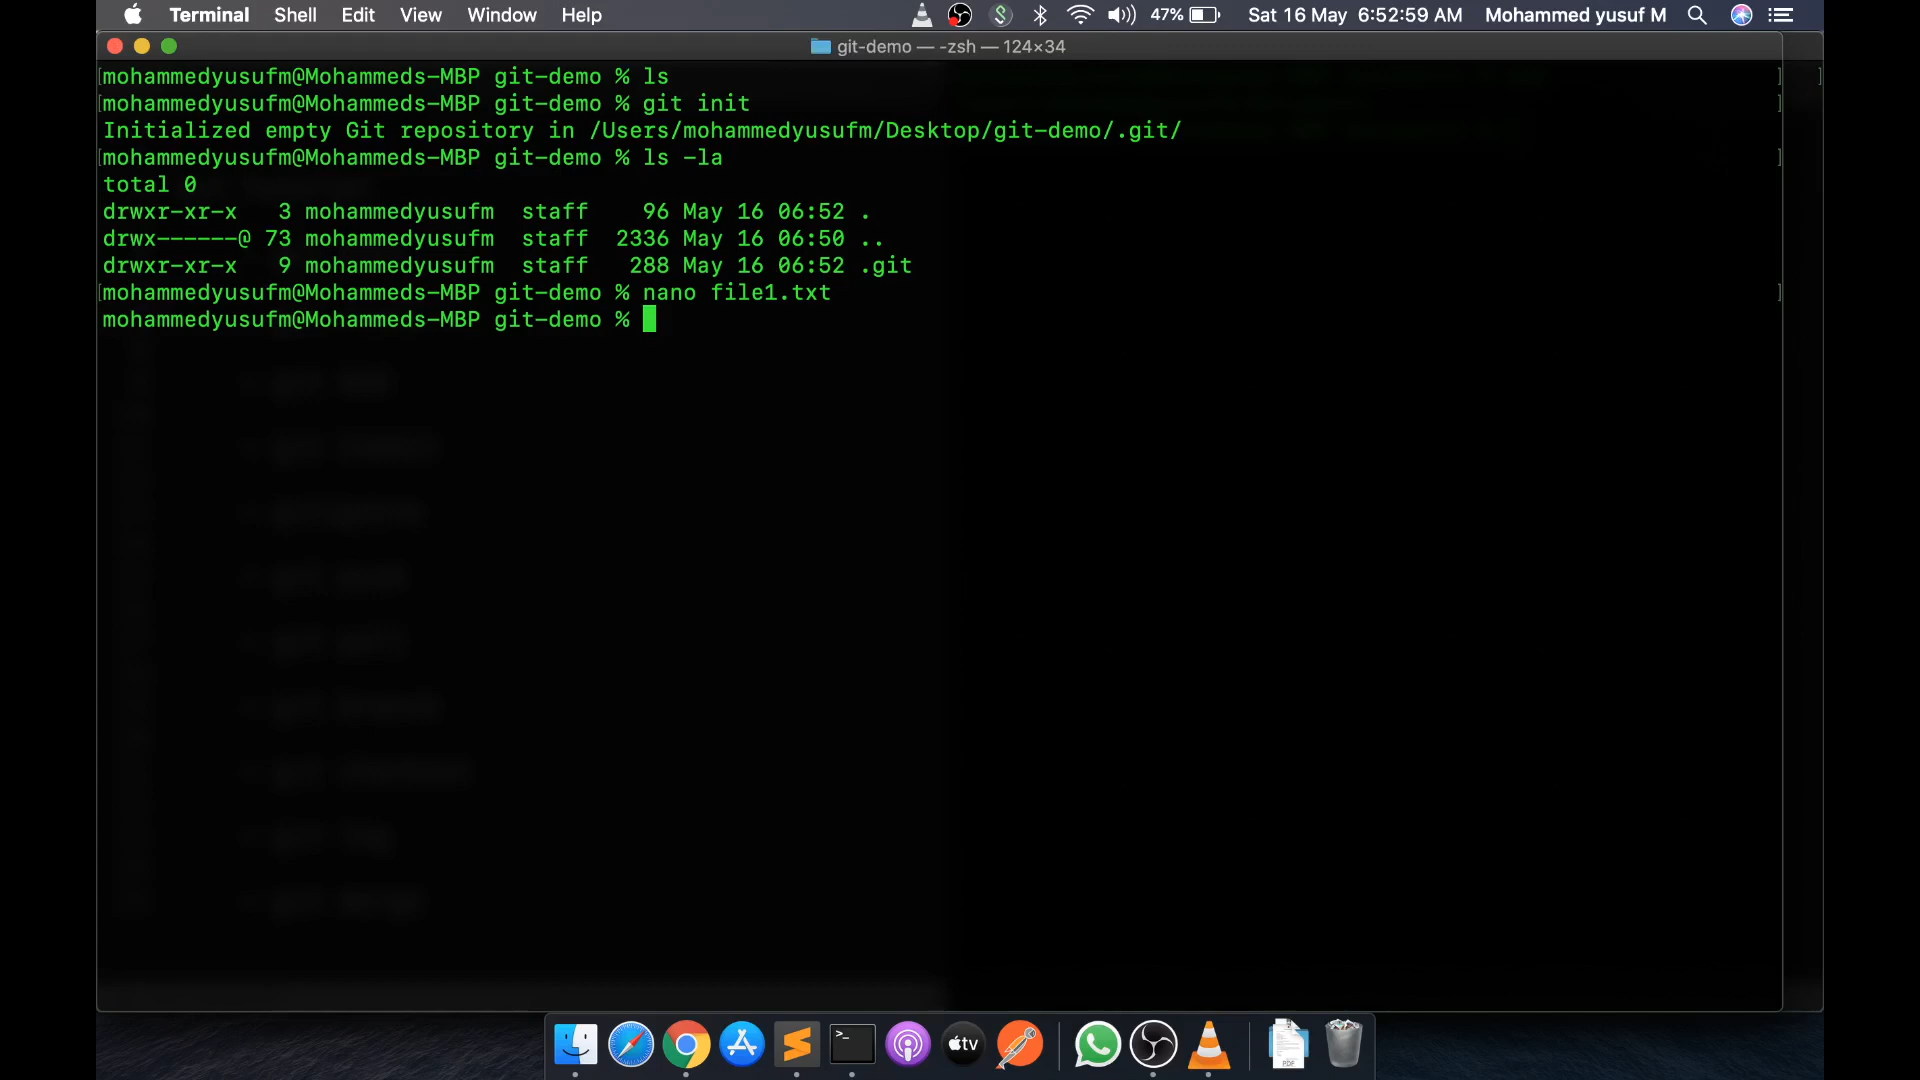 Terminal Shell Edit View Window Help 47% Sat 16 May 6:52:59 AM Mohammed yusuf M
git-demo — -zsh — 124×34
mohammedyusufm@Mohammeds-MBP git-demo % ls
mohammedyusufm@Mohammeds-MBP git-demo % git init
Initialized empty Git repository in /Users/mohammedyusufm/Desktop/git-demo/.git/
mohammedyusufm@Mohammeds-MBP git-demo % ls -la
total 0
drwxr-xr-x 3 mohammedyusufm staff 96 May 16 06:52 .
drwx------@ 73 mohammedyusufm staff 2336 May 16 06:50 ..
drwxr-xr-x 9 mohammedyusufm staff 288 May 16 06:52 .git
mohammedyusufm@Mohammeds-MBP git-demo % nano file1.txt
mohammedyusufm@Mohammeds-MBP git-demo %
tv
PDF